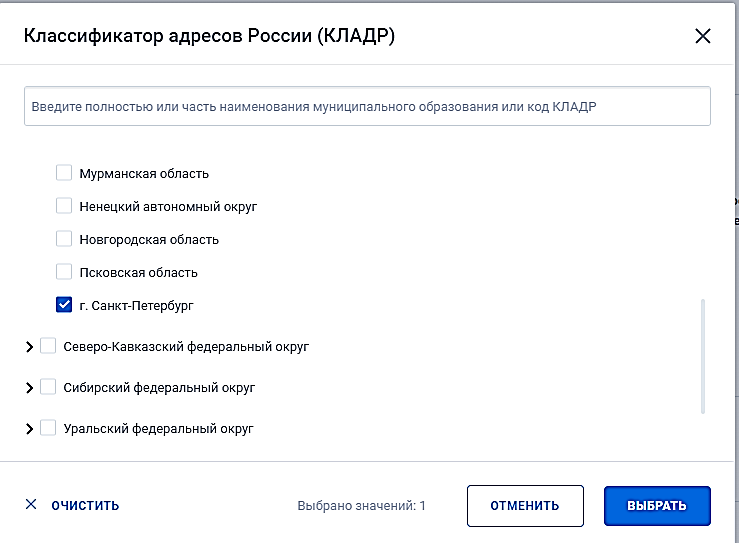 Классификатор адресов России (КЛАДР)
Введите полностью или часть наименования муниципального образования или код КЛАДР
Мурманская область
Ненецкий автономный округ
Новгородская область
Псковская область
г. Санкт-Петербург
Северо-Кавказский федеральный округ
Сибирский федеральный округ
Уральский федеральный округ
ОЧИСТИТЬ Выбрано значений: 1 ОТМЕНИТЬ ВЫБРАТЬ